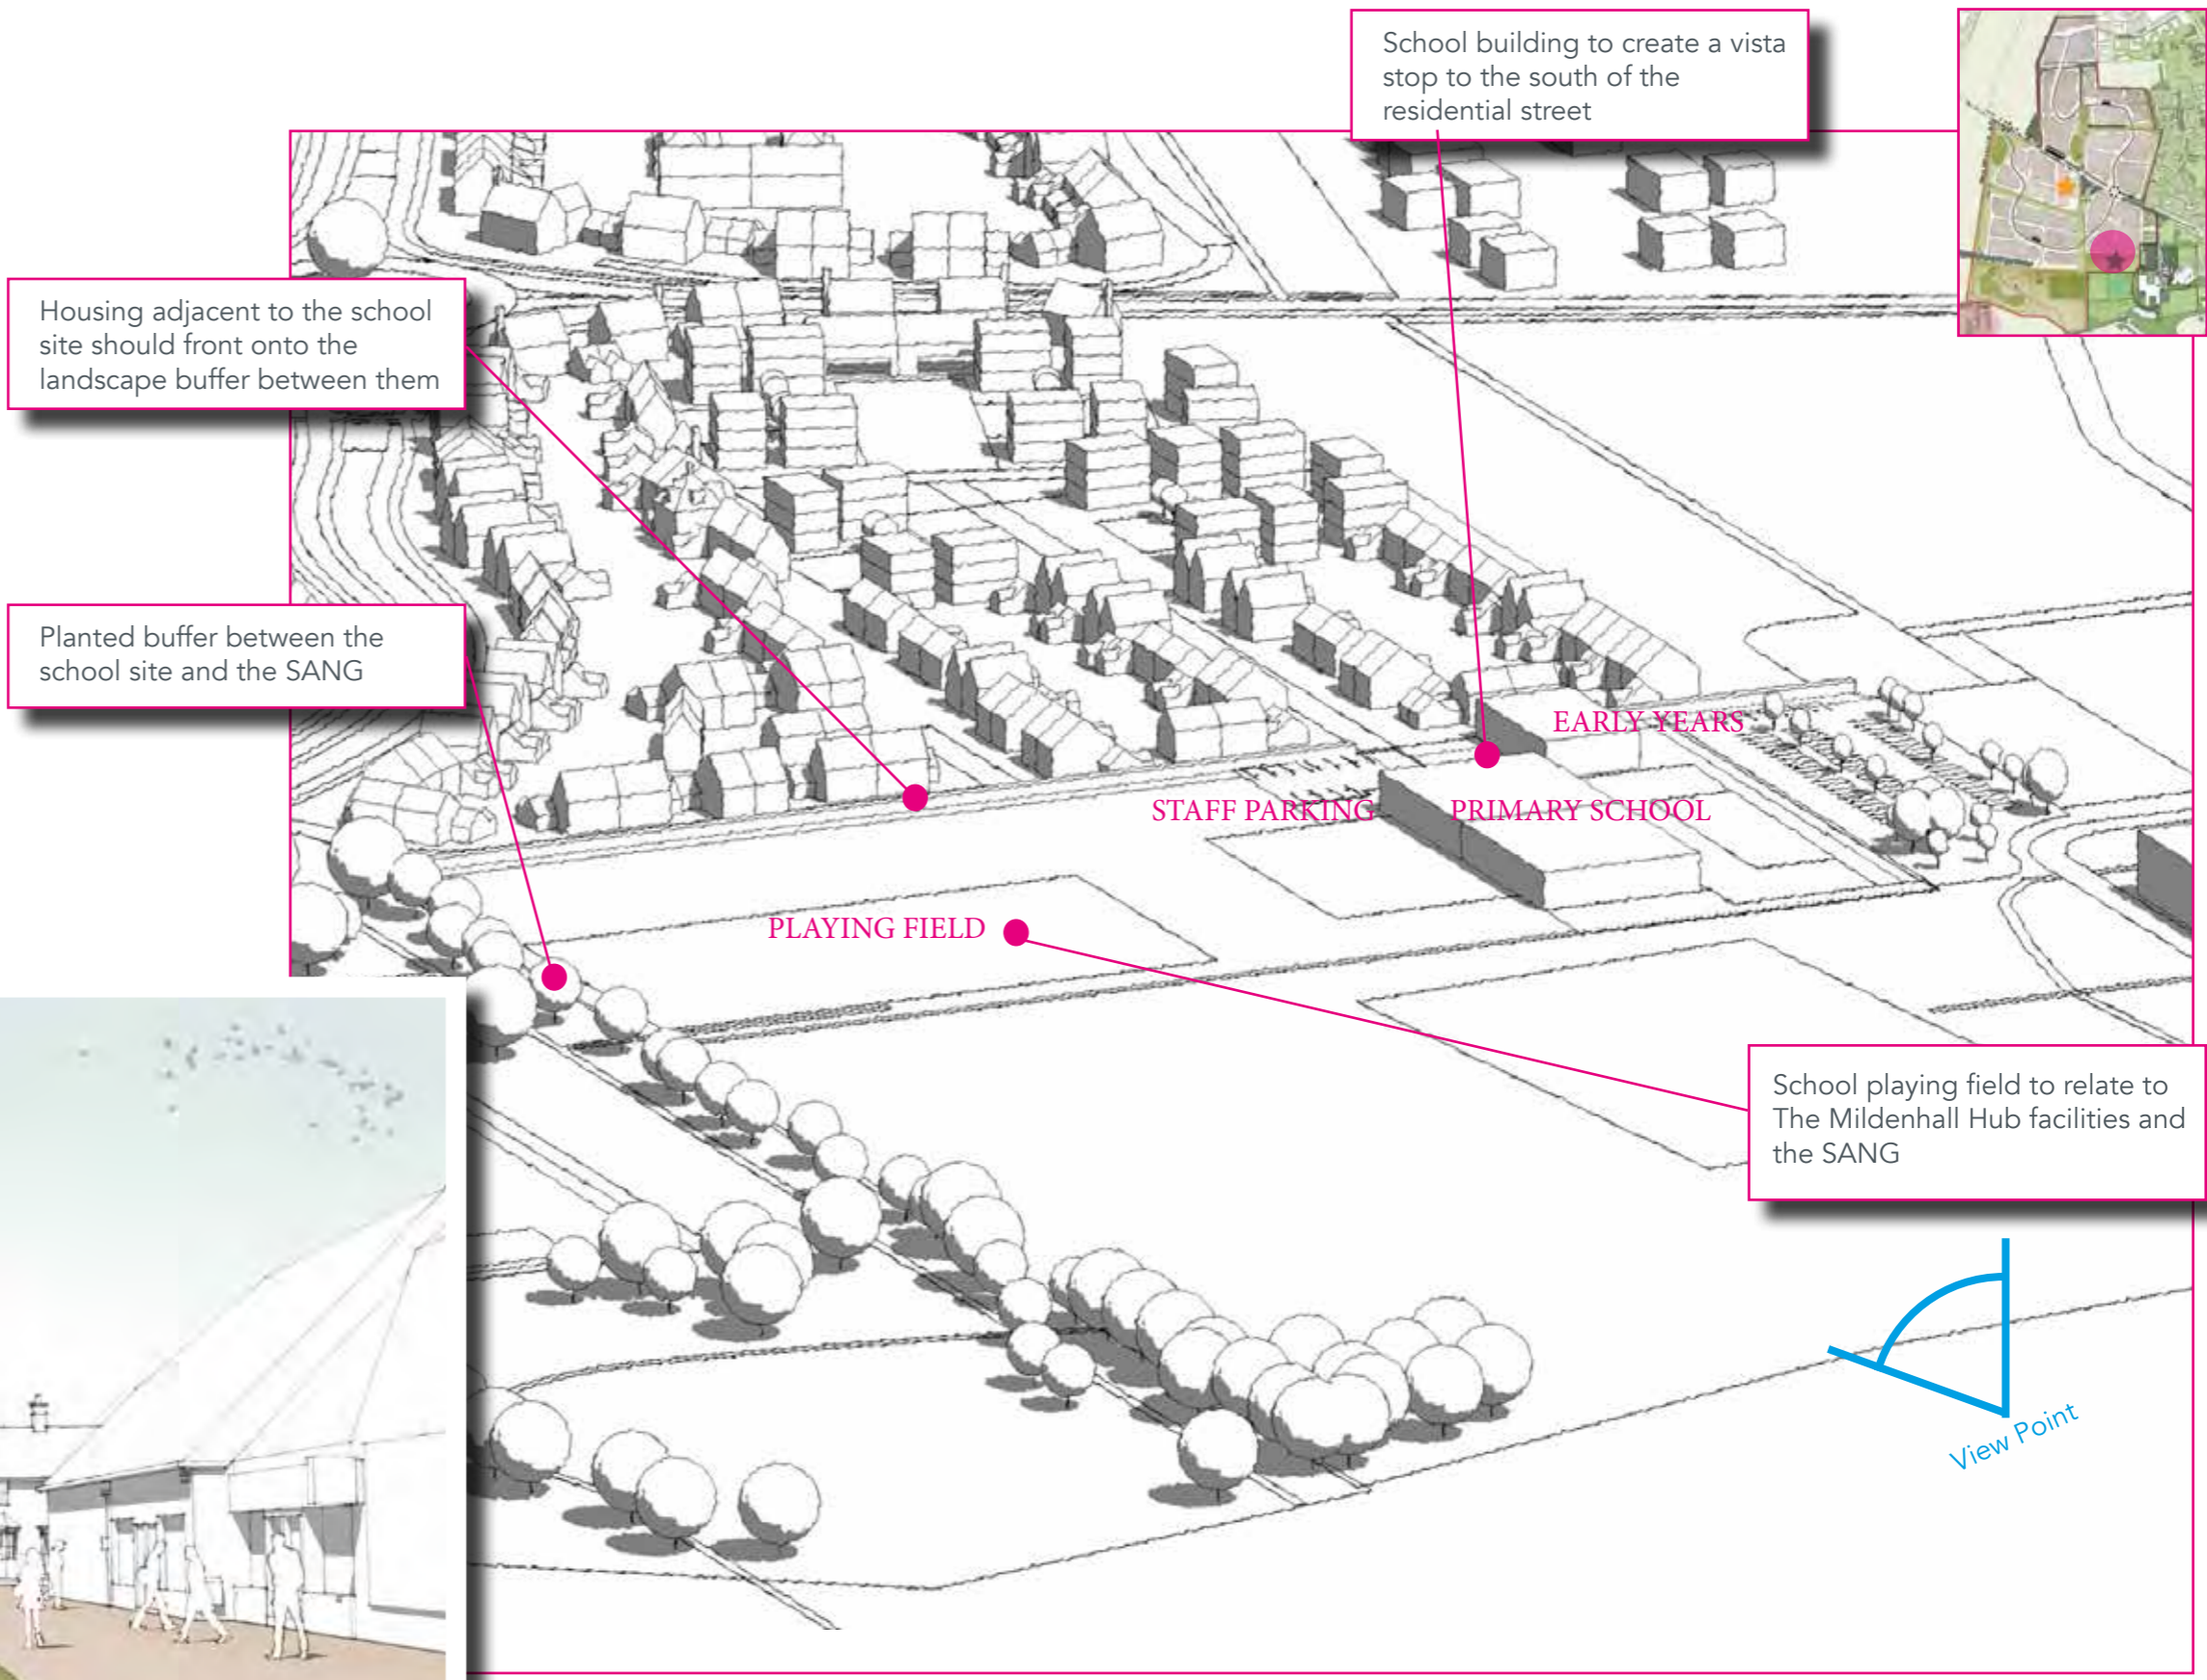 School building to create a vista
stop to the south of the
residential street
Housing adjacent to the school
site should front onto the
landscape buffer between them
Planted buffer between the
school site and the SANG
EARLY YEARS
STAFF PARKING
PRIMARY SCHOOL
PLAYING FIELD
School playing field to relate to
The Mildenhall Hub facilities and
the SANG
View Point